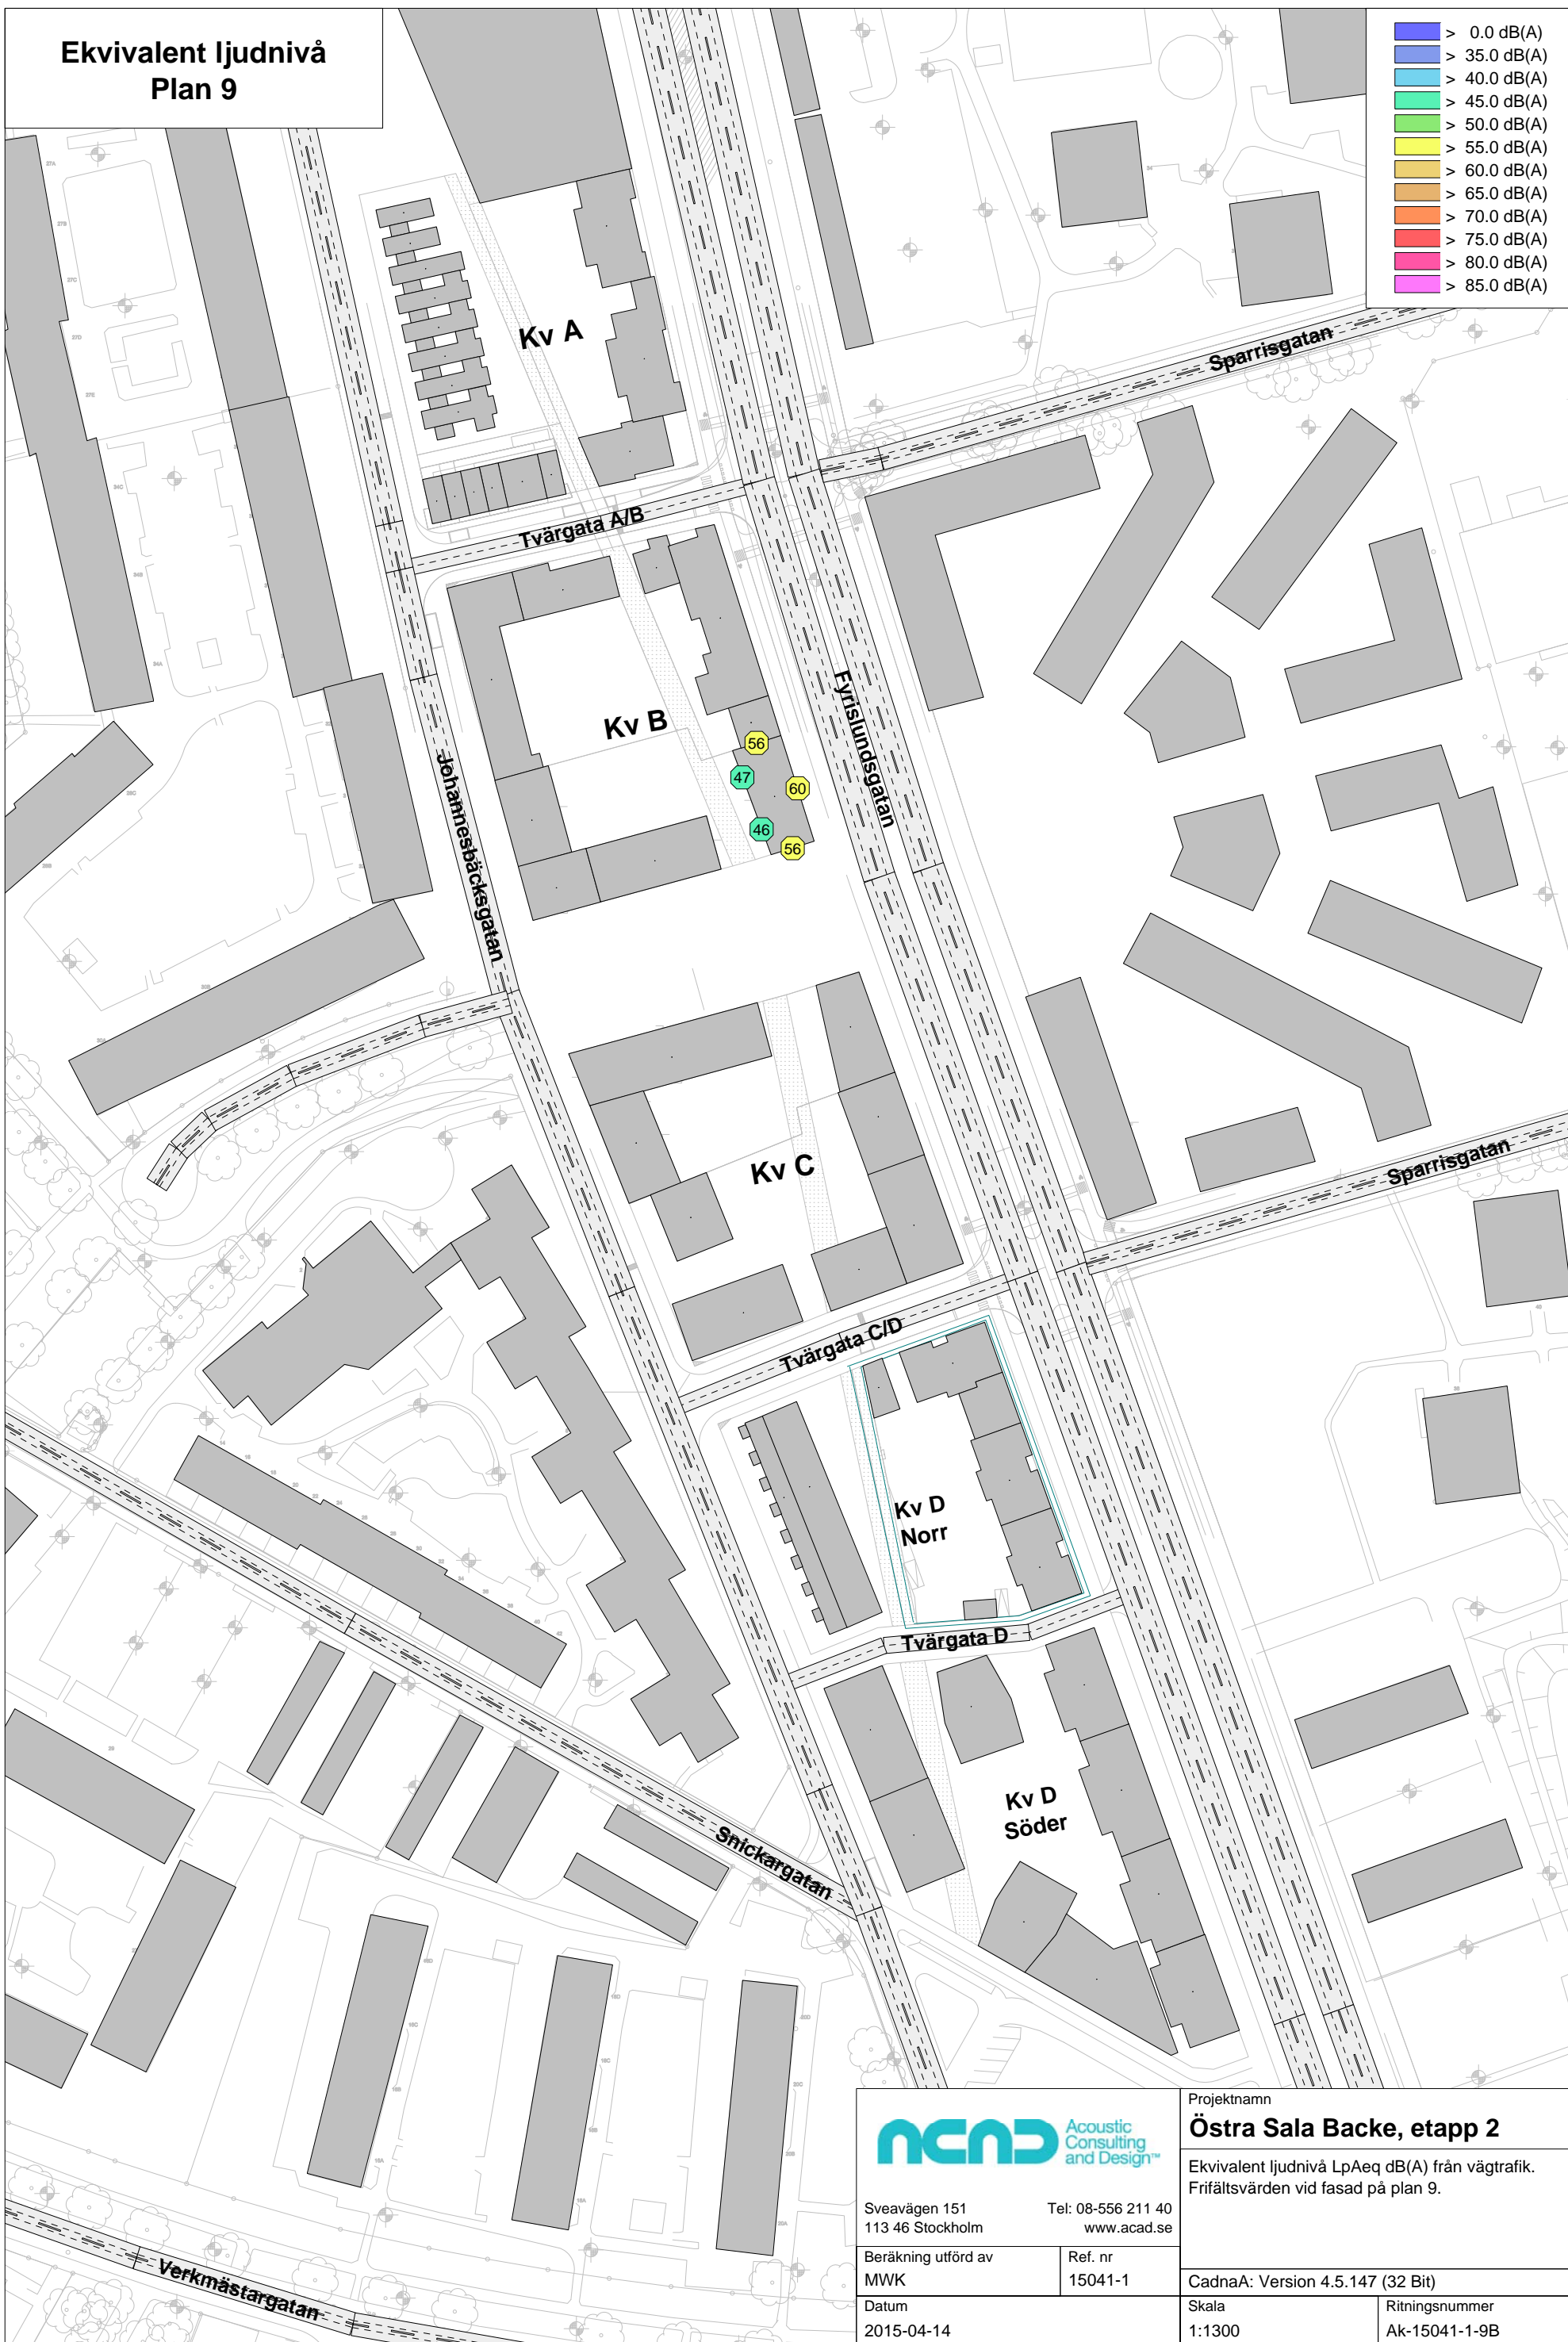 Ekvivalent ljudnivå
Plan 9
> 0.0 dB(A)
> 35.0 dB(A)
> 40.0 dB(A)
> 45.0 dB(A)
> 50.0 dB(A)
> 55.0 dB(A)
> 60.0 dB(A)
> 65.0 dB(A)
> 70.0 dB(A)
> 75.0 dB(A)
> 80.0 dB(A)
> 85.0 dB(A)
Kv A
Sparrisgatan
Tvärgata A/B
Kv B
Fyrislundsgatan
Johannesbäcksgatan
56
47
60
46
56
Kv C
Sparrisgatan
Tvärgata C/D
Kv D
Norr
Tvärgata D
Kv D
Söder
Snickargatan
Verkmästargatan
acad
Acoustic
Consulting
and Design™
Sveavägen 151
113 46 Stockholm
Tel: 08-556 211 40
www.acad.se
Projektnamn
Östra Sala Backe, etapp 2
Ekvivalent ljudnivå LpAeq dB(A) från vägtrafik.
Frifältsvärden vid fasad på plan 9.
Beräkning utförd av
MWK
Ref. nr
15041-1
CadnaA: Version 4.5.147 (32 Bit)
Datum
2015-04-14
Skala
1:1300
Ritningsnummer
Ak-15041-1-9B